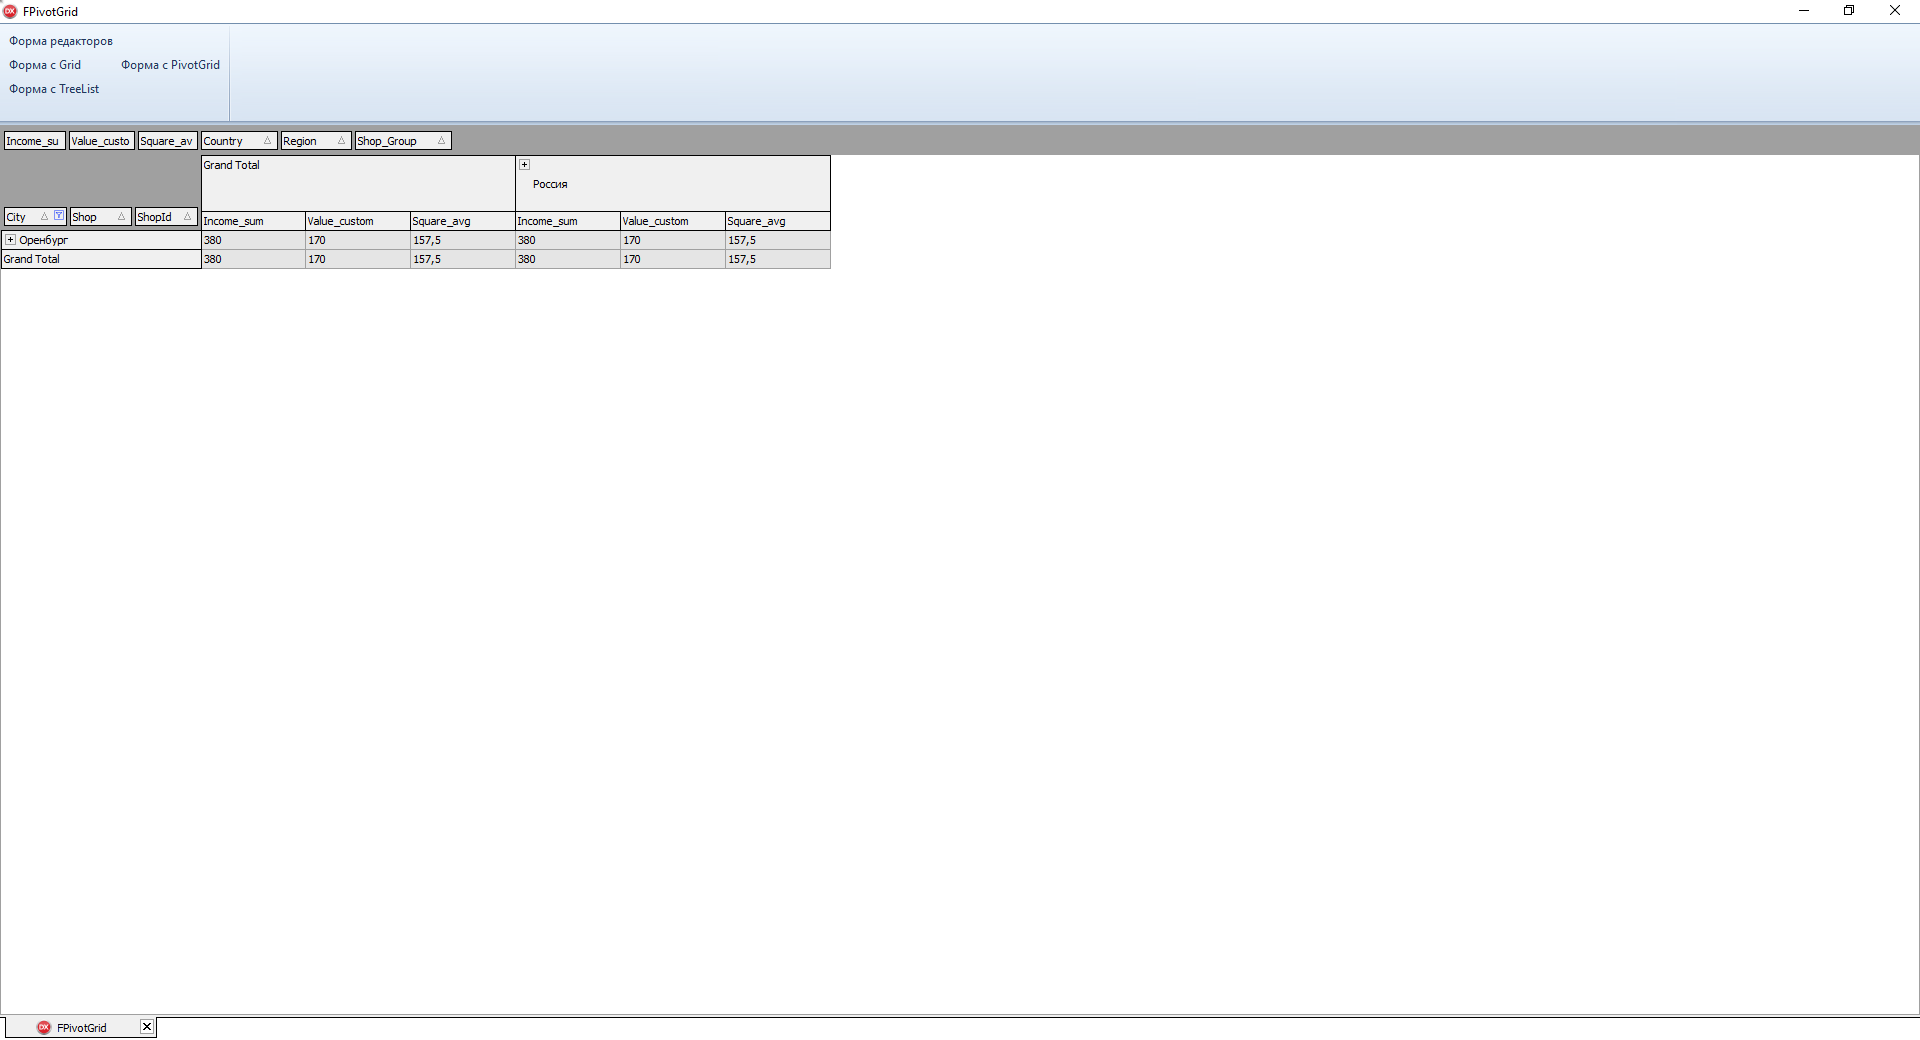 FPivotGrid
Форма редакторов
Форма с Grid Форма с PivotGrid
Форма с TreeList
Income_su Value_custo Square_av Country Region Shop_Group
Grand Total
Россия
City Shop ShopId Income_sum Value_custom Square_avg Income_sum Value_custom Square_avg
Оренбург 380 170 157,5 380 170 157,5
Grand Total 380 170 157,5 380 170 157,5
FPivotGrid